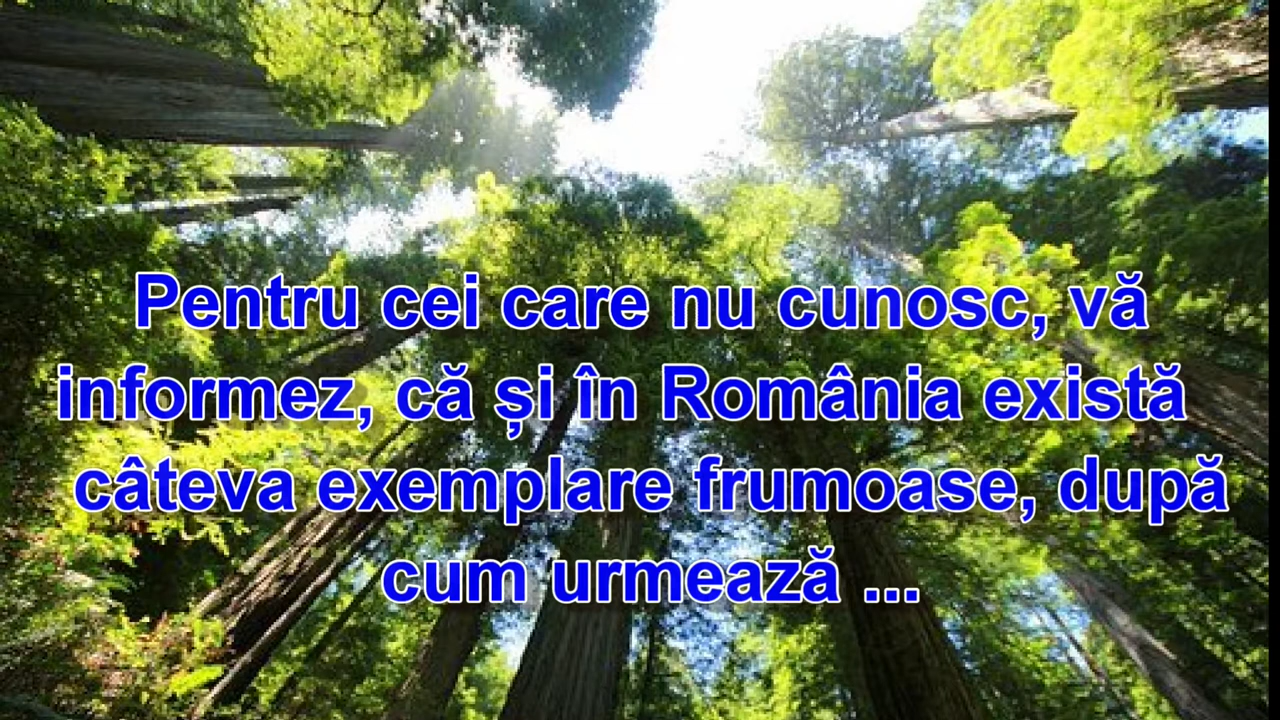 Pentru cei care nu cunosc, vă
informez, că și în România există
câteva exemplare frumoase, după
cum urmează ...